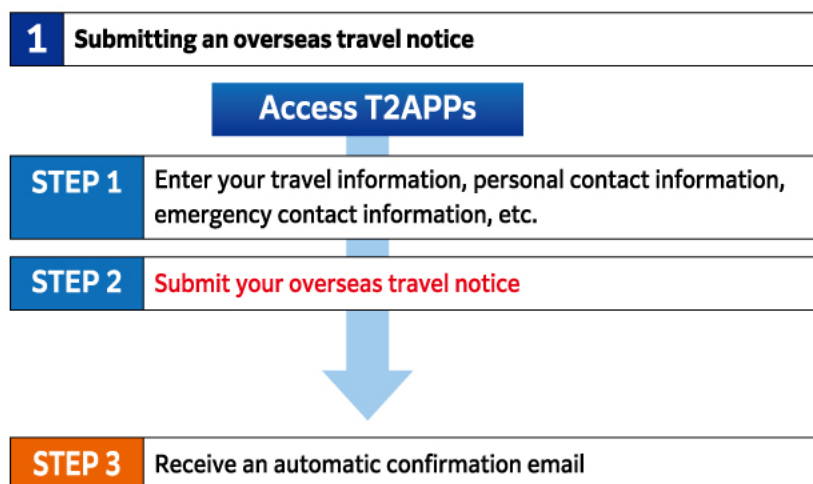 1 Submitting an overseas travel notice
Access T2APPs
STEP 1
Enter your travel information, personal contact information,
emergency contact information, etc.
STEP 2
Submit your overseas travel notice
STEP 3
Receive an automatic confirmation email